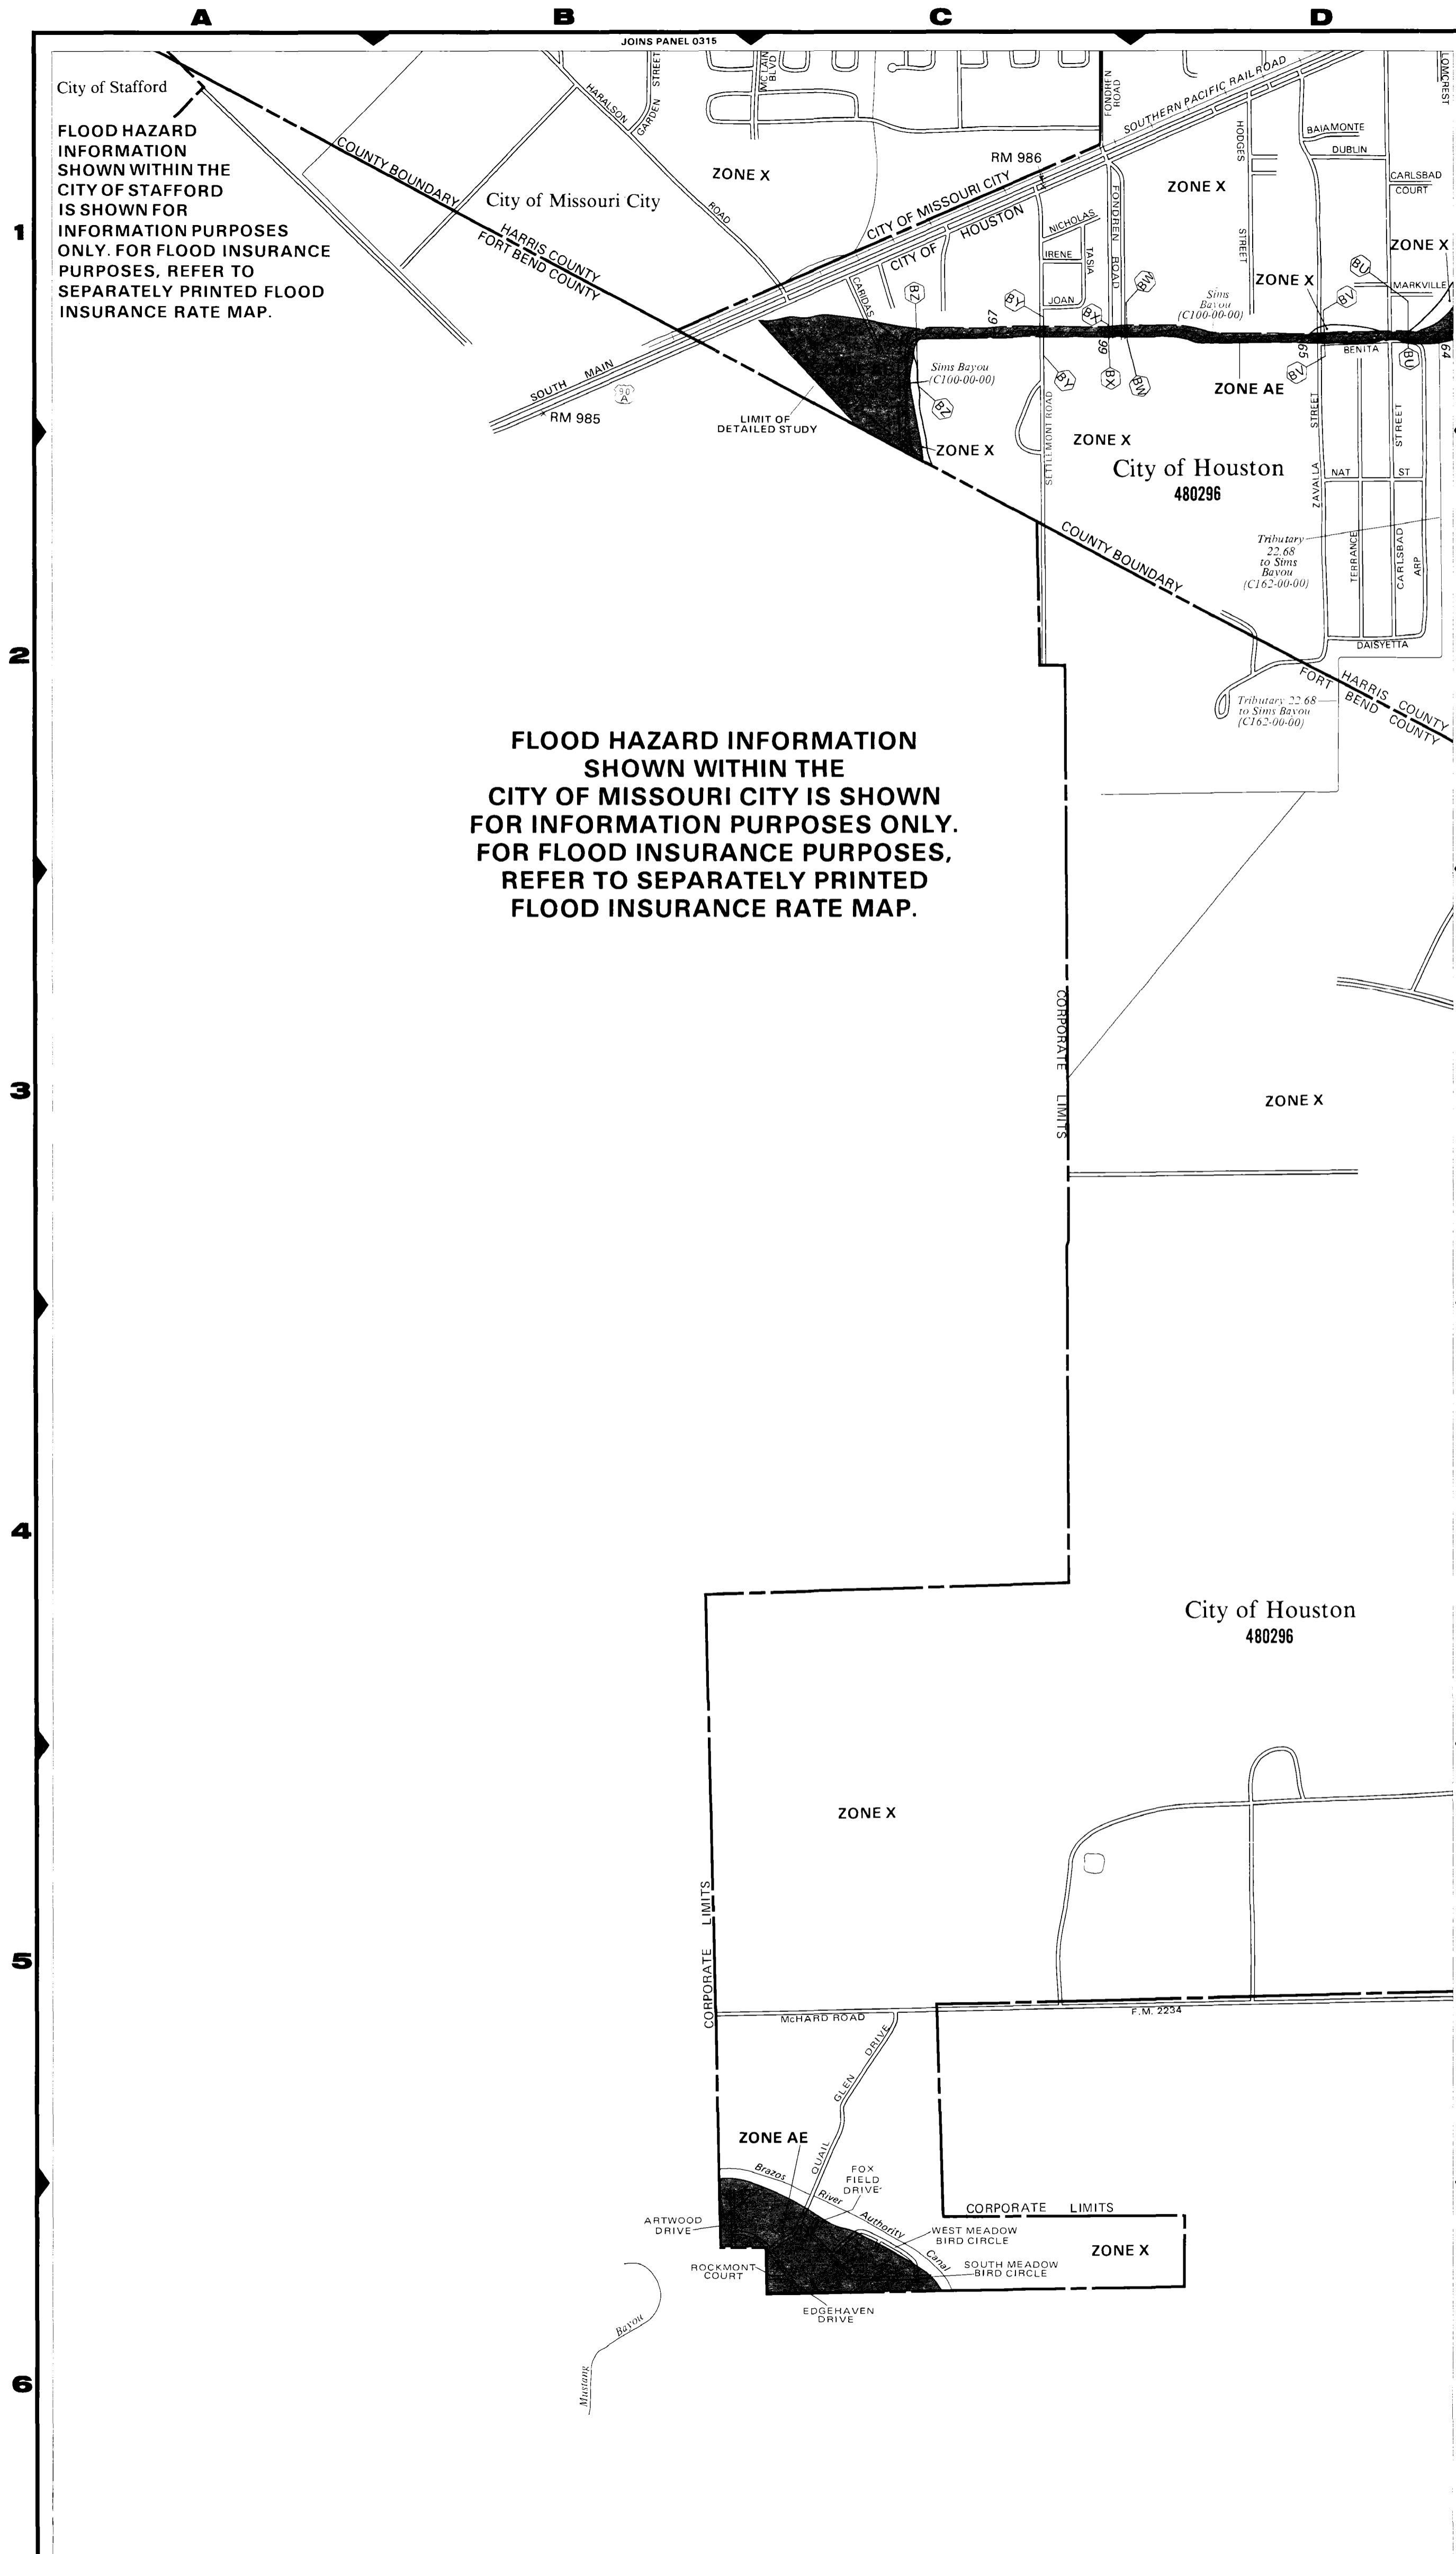 A
B
C
D
JOINS PANEL 0315
City of Stafford
FLOOD HAZARD
INFORMATION
SHOWN WITHIN THE
CITY OF STAFFORD
IS SHOWN FOR
INFORMATION PURPOSES
ONLY. FOR FLOOD INSURANCE
PURPOSES, REFER TO
SEPARATELY PRINTED FLOOD
INSURANCE RATE MAP.
COUNTY BOUNDARY
HARRIS COUNTY
FORT BEND COUNTY
City of Missouri City
HARALSON
ROAD
GARDEN STREET
McLAIN
BLVD
ZONE X
FONDREN
ROAD
SOUTHERN PACIFIC RAILROAD
RM 986
CITY OF MISSOURI CITY
CITY OF HOUSTON
HODGES
STREET
BAIAMONTE
DUBLIN
LOMCREST
CARLSBAD
COURT
ZONE X
ZONE X
ZONE X
MARKVILLE
1
NICHOLAS
IRENE
TASIA
JOAN
FONDREN ROAD
CARIDAS
BZ
BY
BX
BW
BV
BU
Sims
Bayou
(C100-00-00)
67
66
65
64
BENITA
SOUTH MAIN
90
A
RM 985
LIMIT OF
DETAILED STUDY
Sims Bayou
(C100-00-00)
BZ
BY
BX
BW
BV
BU
ZONE AE
ZONE X
ZONE X
SETTLEMONT ROAD
City of Houston
480296
ZAVALLA STREET
NAT ST
STREET
TERRANCE
CARLSBAD
ARP
DAISYETTA
COUNTY BOUNDARY
Tributary
22.68
to Sims
Bayou
(C162-00-00)
2
HARRIS COUNTY
FORT BEND COUNTY
Tributary 22.68
to Sims Bayou
(C162-00-00)
FLOOD HAZARD INFORMATION
SHOWN WITHIN THE
CITY OF MISSOURI CITY IS SHOWN
FOR INFORMATION PURPOSES ONLY.
FOR FLOOD INSURANCE PURPOSES,
REFER TO SEPARATELY PRINTED
FLOOD INSURANCE RATE MAP.
CORPORATE LIMITS
3
ZONE X
4
City of Houston
480296
ZONE X
5
CORPORATE LIMITS
McHARD ROAD
F.M. 2234
QUAIL GLEN DRIVE
ZONE AE
Brazos River Authority Canal
FOX
FIELD
DRIVE
ARTWOOD
DRIVE
CORPORATE LIMITS
WEST MEADOW
BIRD CIRCLE
ZONE X
ROCKMONT
COURT
SOUTH MEADOW
BIRD CIRCLE
EDGEHAVEN
DRIVE
Mustang Bayou
6